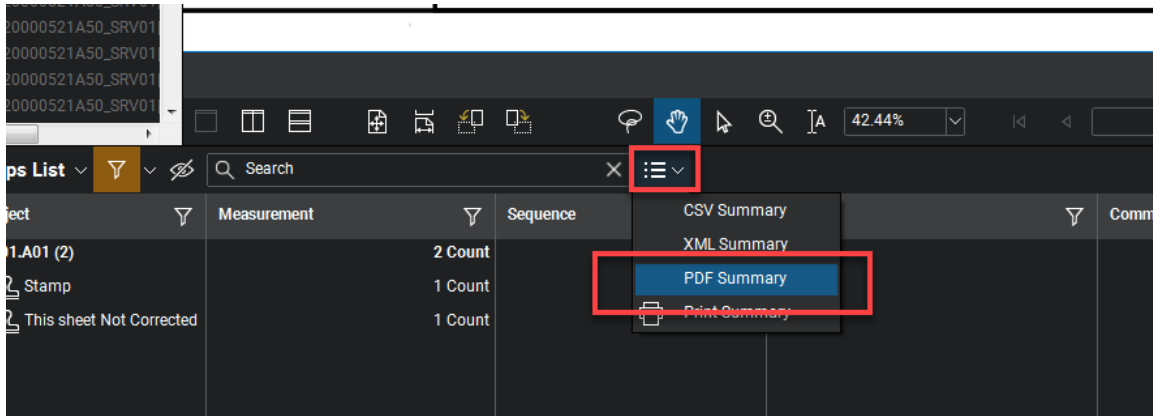 20000521A50_SRV01
20000521A50_SRV01
20000521A50_SRV01
20000521A50_SRV01
42.44%
ps List
Search
ject
Measurement
Sequence
Comm
01.A01 (2)
2 Count
Stamp
1 Count
This sheet Not Corrected
1 Count
CSV Summary
XML Summary
PDF Summary
Print Summary